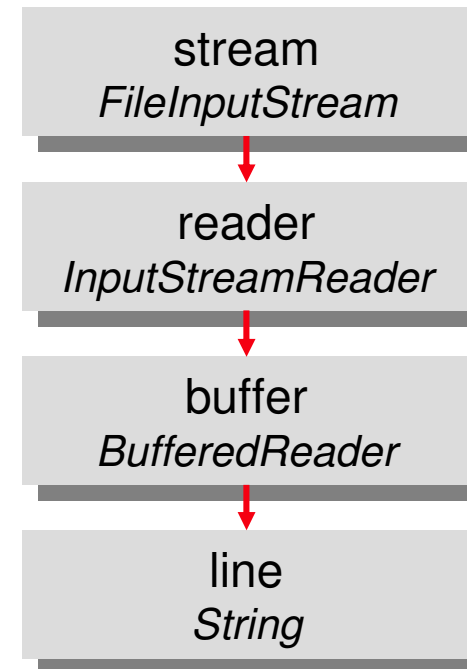 stream
FileInputStream
reader
InputStreamReader
buffer
BufferedReader
line
String